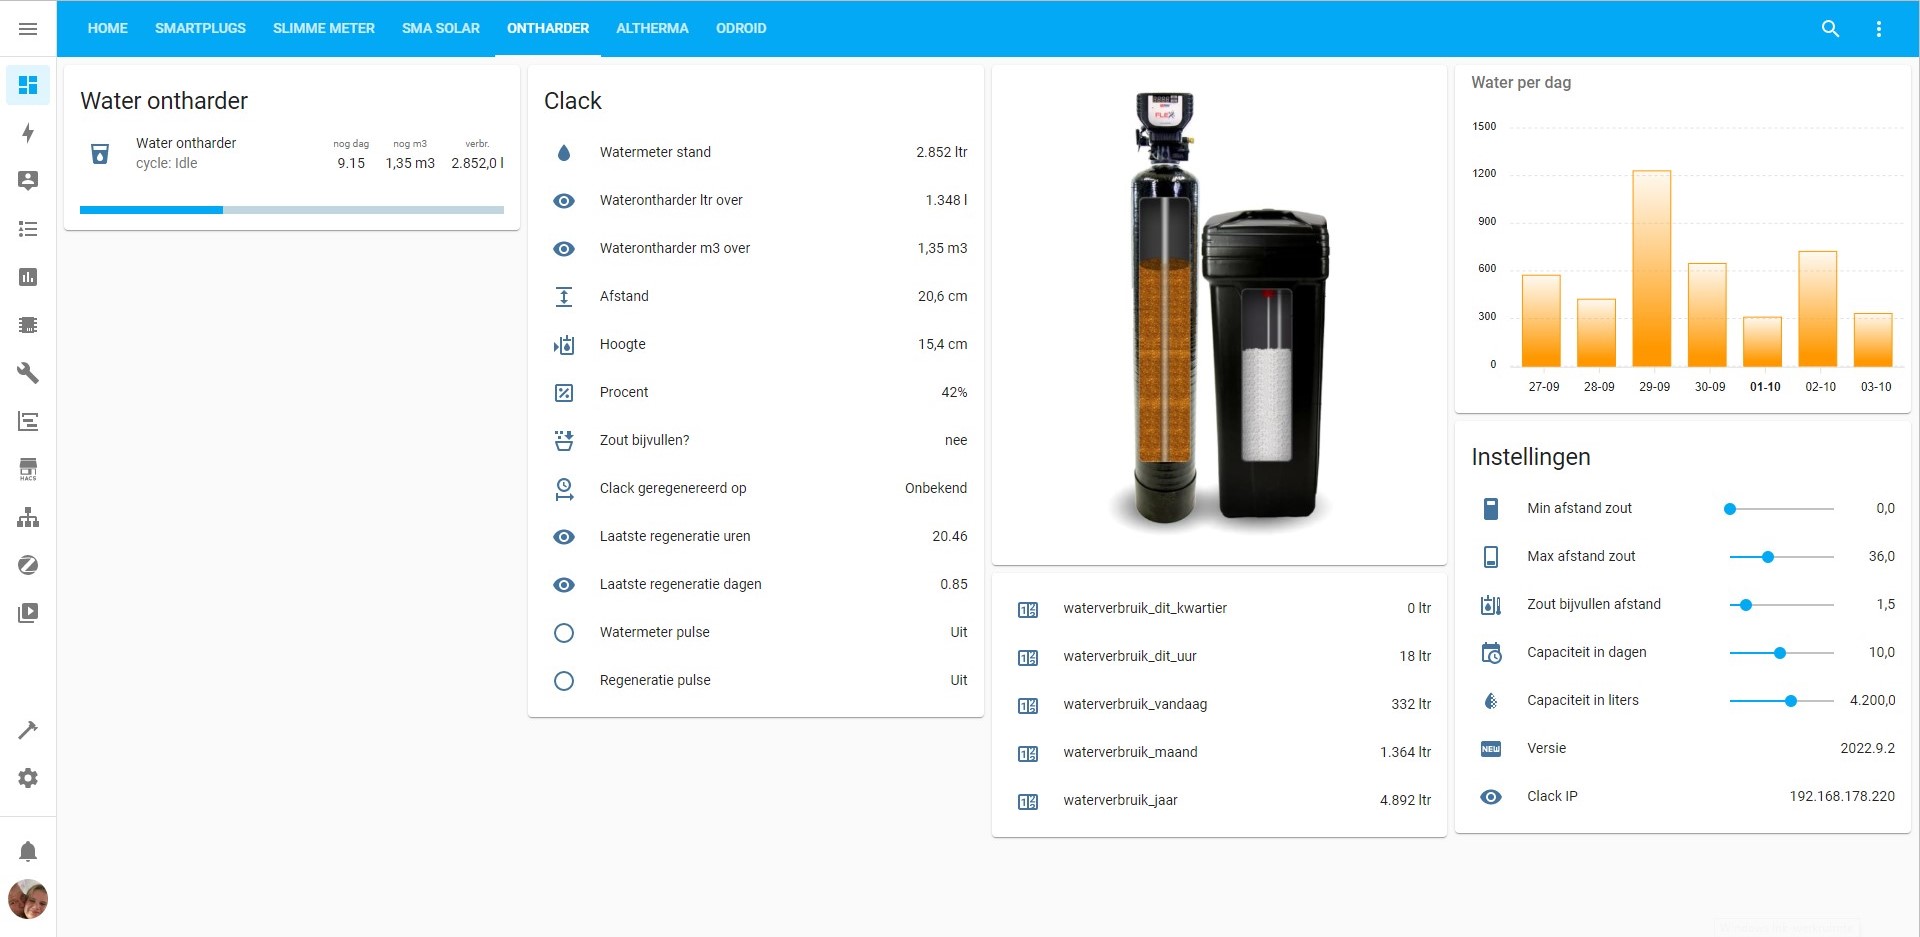 HOME SMARTPLUGS SLIMME METER SMA SOLAR ONTHARDER ALTHERMA ODROID
HACS
Water ontharder
Water ontharder
cycle: Idle
nog dag nog m3 verbr.
9.15 1,35 m3 2.852,0 l
Clack
Watermeter stand 2.852 ltr
Waterontharder ltr over 1.348 l
Waterontharder m3 over 1,35 m3
Afstand 20,6 cm
Hoogte 15,4 cm
Procent 42%
Zout bijvullen? nee
Clack geregenereerd op Onbekend
Laatste regeneratie uren 20.46
Laatste regeneratie dagen 0.85
Watermeter pulse Uit
Regeneratie pulse Uit
FLEX
waterverbruik_dit_kwartier 0 ltr
waterverbruik_dit_uur 18 ltr
waterverbruik_vandaag 332 ltr
waterverbruik_maand 1.364 ltr
waterverbruik_jaar 4.892 ltr
Water per dag
1500
1200
900
600
300
0
27-09 28-09 29-09 30-09 01-10 02-10 03-10
Instellingen
Min afstand zout 0,0
Max afstand zout 36,0
Zout bijvullen afstand 1,5
Capaciteit in dagen 10,0
Capaciteit in liters 4.200,0
NEW Versie 2022.9.2
Clack IP 192.168.178.220